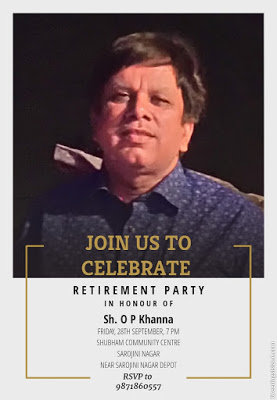 JOIN US TO
CELEBRATE
RETIREMENT PARTY
IN HONOUR OF
Sh. O P Khanna
FRIDAY, 28TH SEPTEMBER, 7 PM
SHUBHAM COMMUNITY CENTRE
SAROJINI NAGAR
NEAR SAROJINI NAGAR DEPOT
RSVP to
9871860557